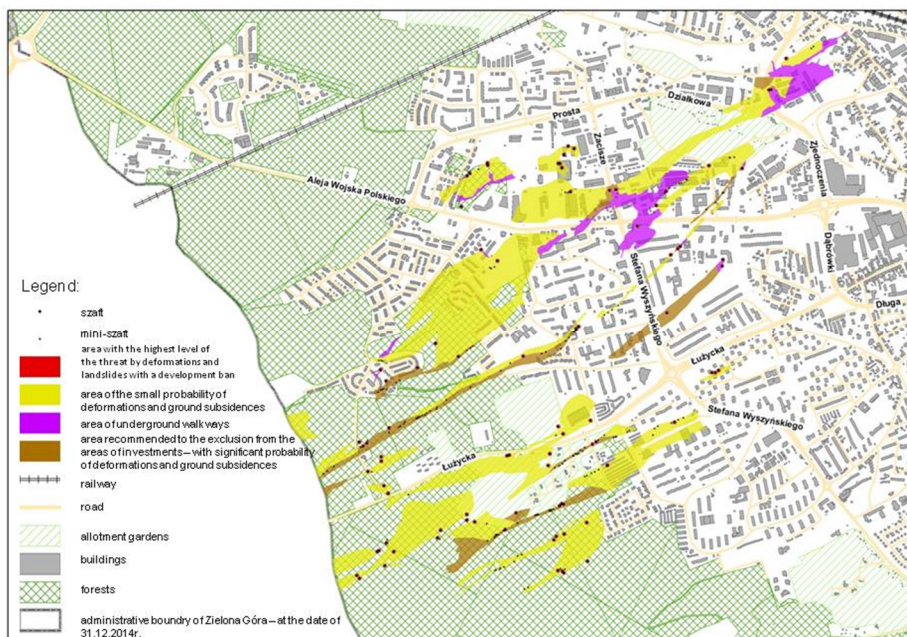 Prosta
Działkowa
Zacisze
Zjednoczenia
Aleja Wojska Polskiego
Dąbrówki
Stefana Wyszyńskiego
Długa
Łużycka
Stefana Wyszyńskiego
Łużycka
Legend:
szaft
mini-szaft
area with the highest level of
the threat by deformations and
landslides with a development ban
area of the small probability of
deformations and ground subsidences
area of underground walkways
area recommended to the exclusion from the
areas of investments – with significant probability
of deformations and ground subsidences
railway
road
allotment gardens
buildings
forests
administrative boundry of Zielona Góra – at the date of
31.12.2014r.